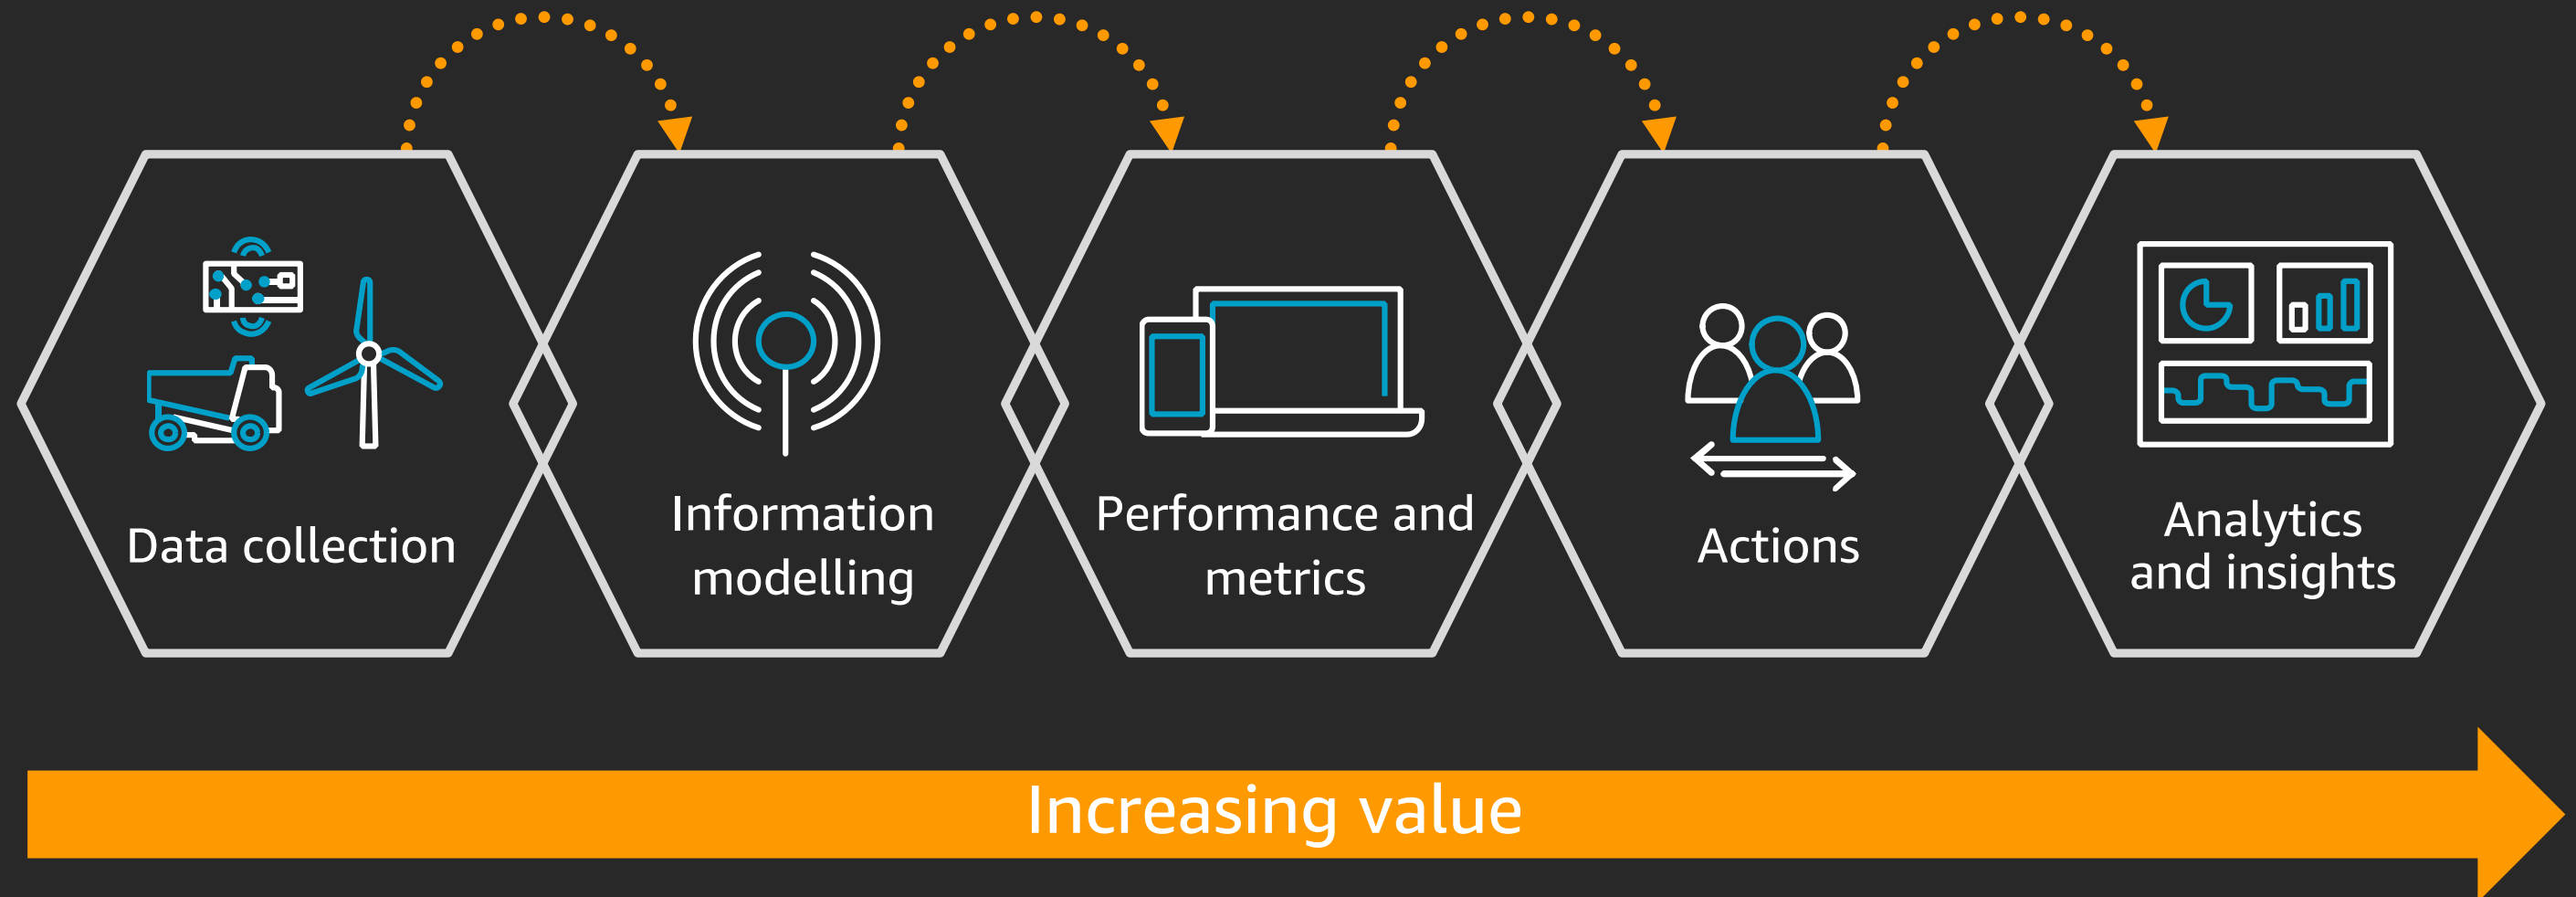 Data collection
Information
modelling
Performance and
metrics
Actions
Analytics
and insights
Increasing value